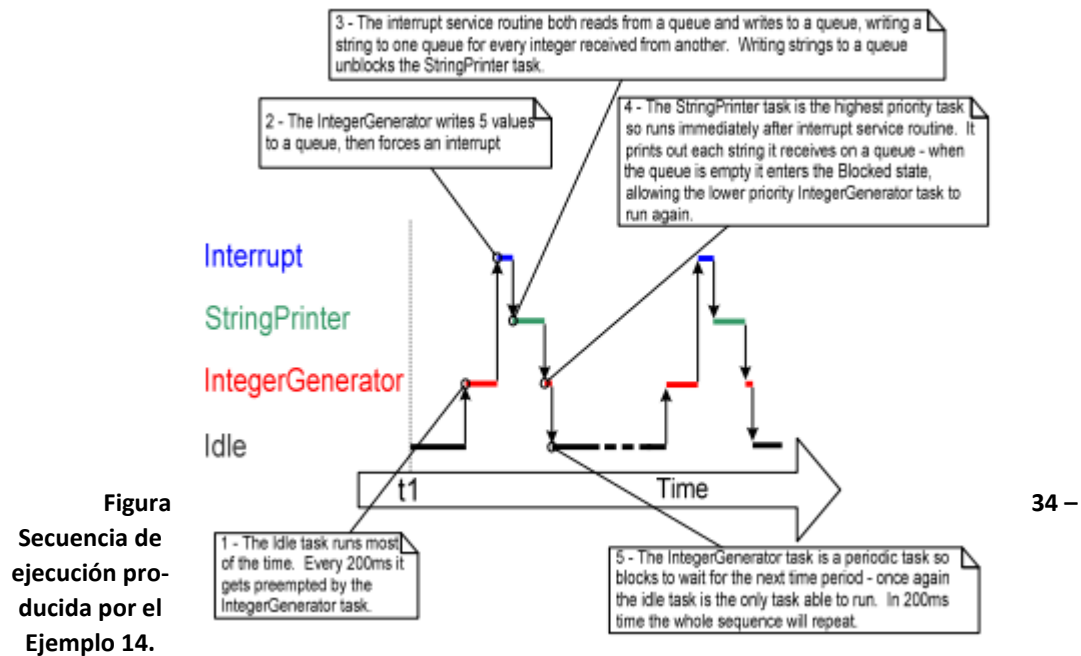 3 - The interrupt service routine both reads from a queue and writes to a queue, writing a
string to one queue for every integer received from another. Writing strings to a queue
unblocks the StringPrinter task.
2 - The IntegerGenerator writes 5 values
to a queue, then forces an interrupt
4 - The StringPrinter task is the highest priority task
so runs immediately after interrupt service routine. It
prints out each string it receives on a queue - when
the queue is empty it enters the Blocked state,
allowing the lower priority IntegerGenerator task to
run again.
Interrupt
StringPrinter
IntegerGenerator
Idle
t1
Time
1 - The Idle task runs most
of the time. Every 200ms it
gets preempted by the
IntegerGenerator task.
5 - The IntegerGenerator task is a periodic task so
blocks to wait for the next time period - once again
the idle task is the only task able to run. In 200ms
time the whole sequence will repeat.
Figura 34 –
Secuencia de
ejecución pro-
ducida por el
Ejemplo 14.